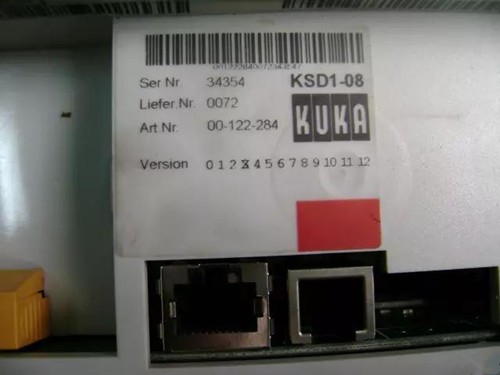 Ser Nr 34354 KSD1-08
Liefer.Nr. 0072
Art.Nr. 00-122-284 KUKA
Version 0 1 2 3 4 5 6 7 8 9 10 11 12